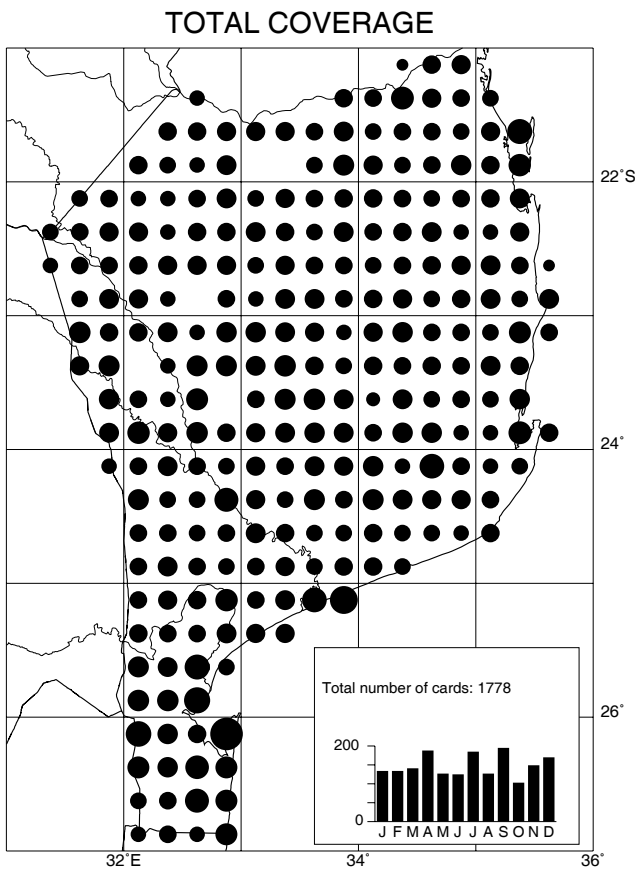 TOTAL COVERAGE
22˚S
24˚
Total number of cards: 1778
26˚
200
0
J F M A M J J A S O N D
32˚E
34˚
36˚